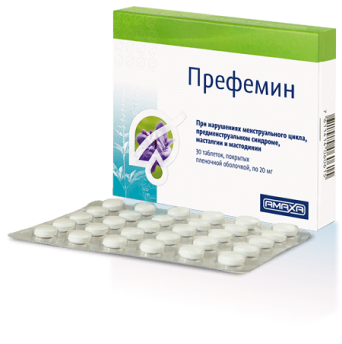 Префемин
При нарушениях менструального цикла,
предменструальном синдроме,
масталгии и мастодинии
30 таблеток, покрытых
пленочной оболочкой, по 20 мг
AMAXA